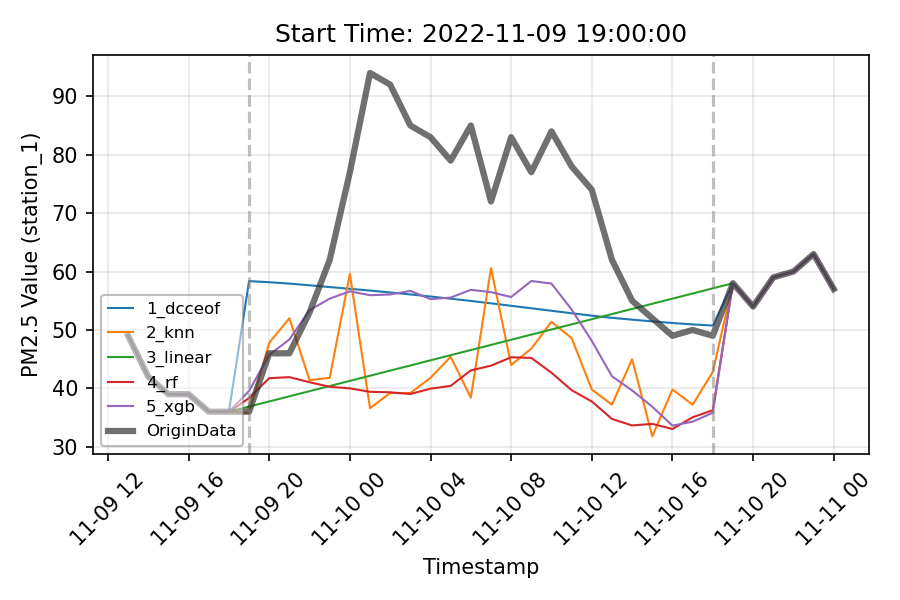 Start Time: 2022-11-09 19:00:00
PM2.5 Value (station_1)
90
80
70
60
50
40
30
1_dcceof
2_knn
3_linear
4_rf
5_xgb
OriginData
11-09 12
11-09 16
11-09 20
11-10 00
11-10 04
11-10 08
11-10 12
11-10 16
11-10 20
11-11 00
Timestamp